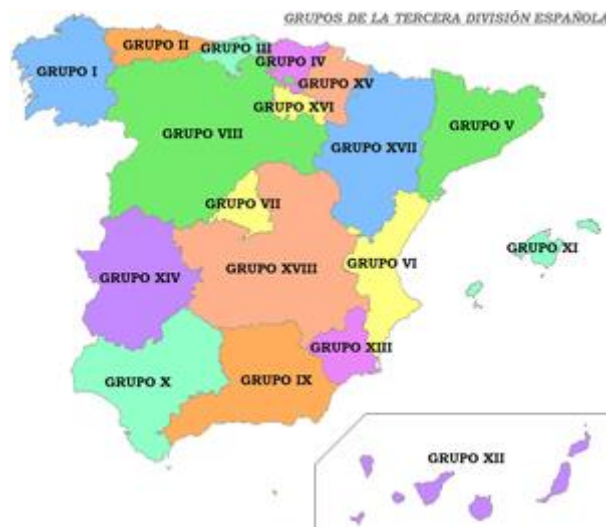 GRUPOS DE LA TERCERA DIVISIÓN ESPAÑOLA
GRUPO I
GRUPO II
GRUPO III
GRUPO IV
GRUPO XV
GRUPO XVI
GRUPO VIII
GRUPO XVII
GRUPO V
GRUPO VII
GRUPO XI
GRUPO XIV
GRUPO XVIII
GRUPO VI
GRUPO XIII
GRUPO X
GRUPO IX
GRUPO XII